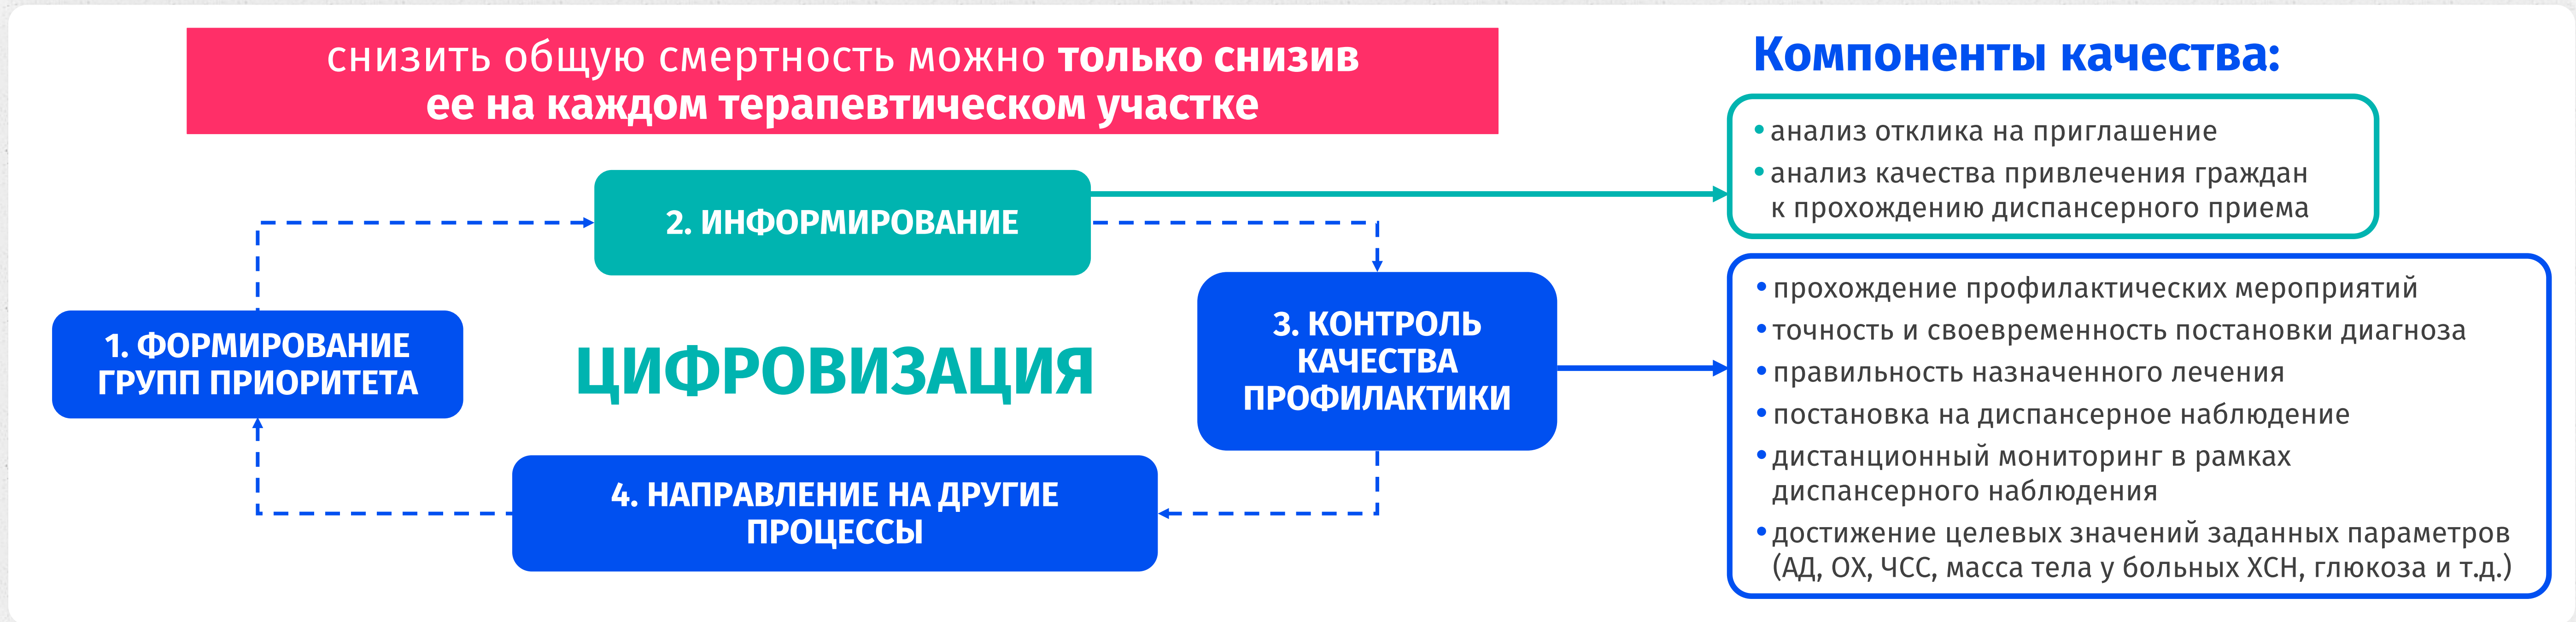 снизить общую смертность можно только снизив
ее на каждом терапевтическом участке
Компоненты качества:
• анализ отклика на приглашение
• анализ качества привлечения граждан
к прохождению диспансерного приема
2. ИНФОРМИРОВАНИЕ
1. ФОРМИРОВАНИЕ
ГРУПП ПРИОРИТЕТА
ЦИФРОВИЗАЦИЯ
3. КОНТРОЛЬ
КАЧЕСТВА
ПРОФИЛАКТИКИ
4. НАПРАВЛЕНИЕ НА ДРУГИЕ
ПРОЦЕССЫ
• прохождение профилактических мероприятий
• точность и своевременность постановки диагноза
• правильность назначенного лечения
• постановка на диспансерное наблюдение
• дистанционный мониторинг в рамках
диспансерного наблюдения
• достижение целевых значений заданных параметров
(АД, ОХ, ЧСС, масса тела у больных ХСН, глюкоза и т.д.)